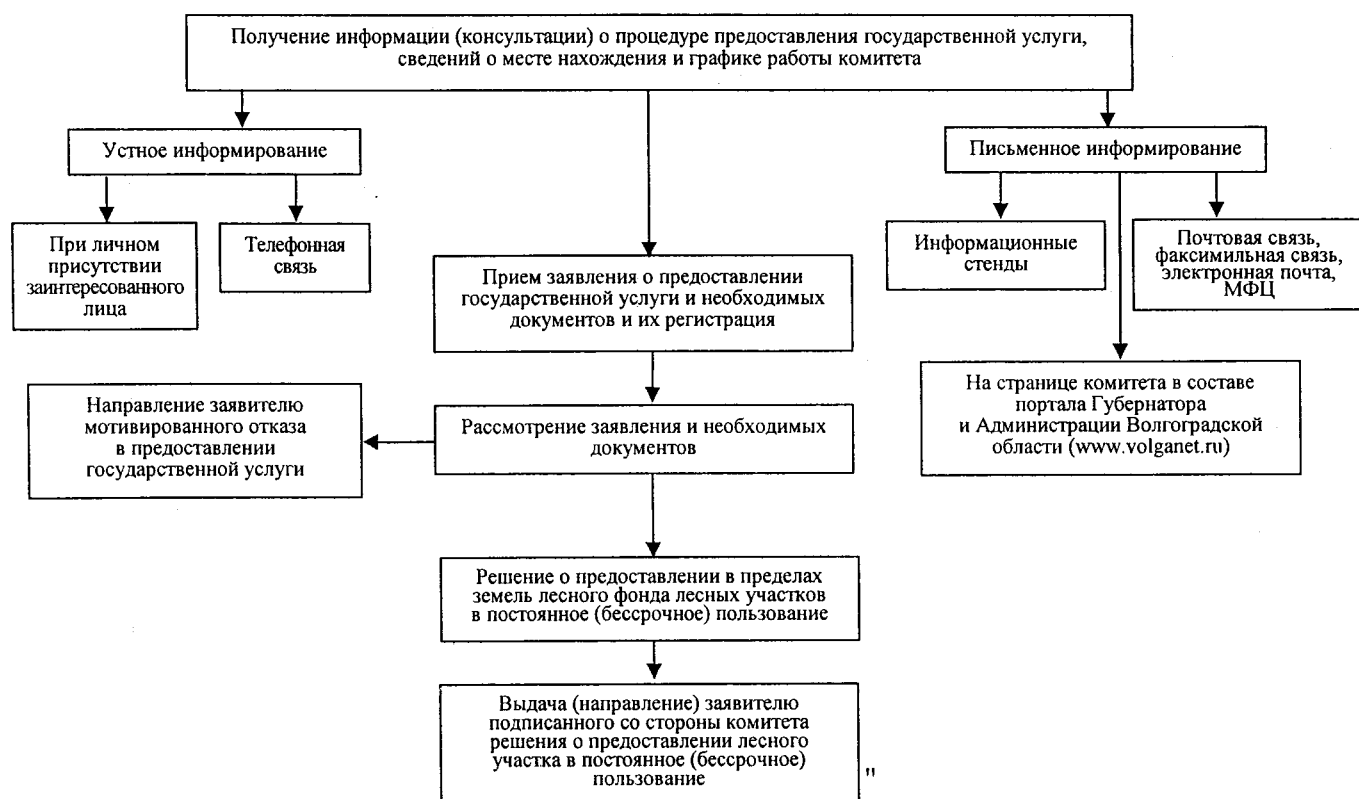 Получение информации (консультации) о процедуре предоставления государственной услуги,
сведений о месте нахождения и графике работы комитета
Устное информирование
Письменное информирование
При личном
присутствии
заинтересованного
лица
Телефонная
связь
Информационные
стенды
Почтовая связь,
факсимильная связь,
электронная почта,
МФЦ
Прием заявления о предоставлении
государственной услуги и необходимых
документов и их регистрация
На странице комитета в составе
портала Губернатора
и Администрации Волгоградской
области (www.volganet.ru)
Направление заявителю
мотивированного отказа
в предоставлении
государственной услуги
Рассмотрение заявления и необходимых
документов
Решение о предоставлении в пределах
земель лесного фонда лесных участков
в постоянное (бессрочное) пользование
Выдача (направление) заявителю
подписанного со стороны комитета
решения о предоставлении лесного
участка в постоянное (бессрочное)
пользование
"